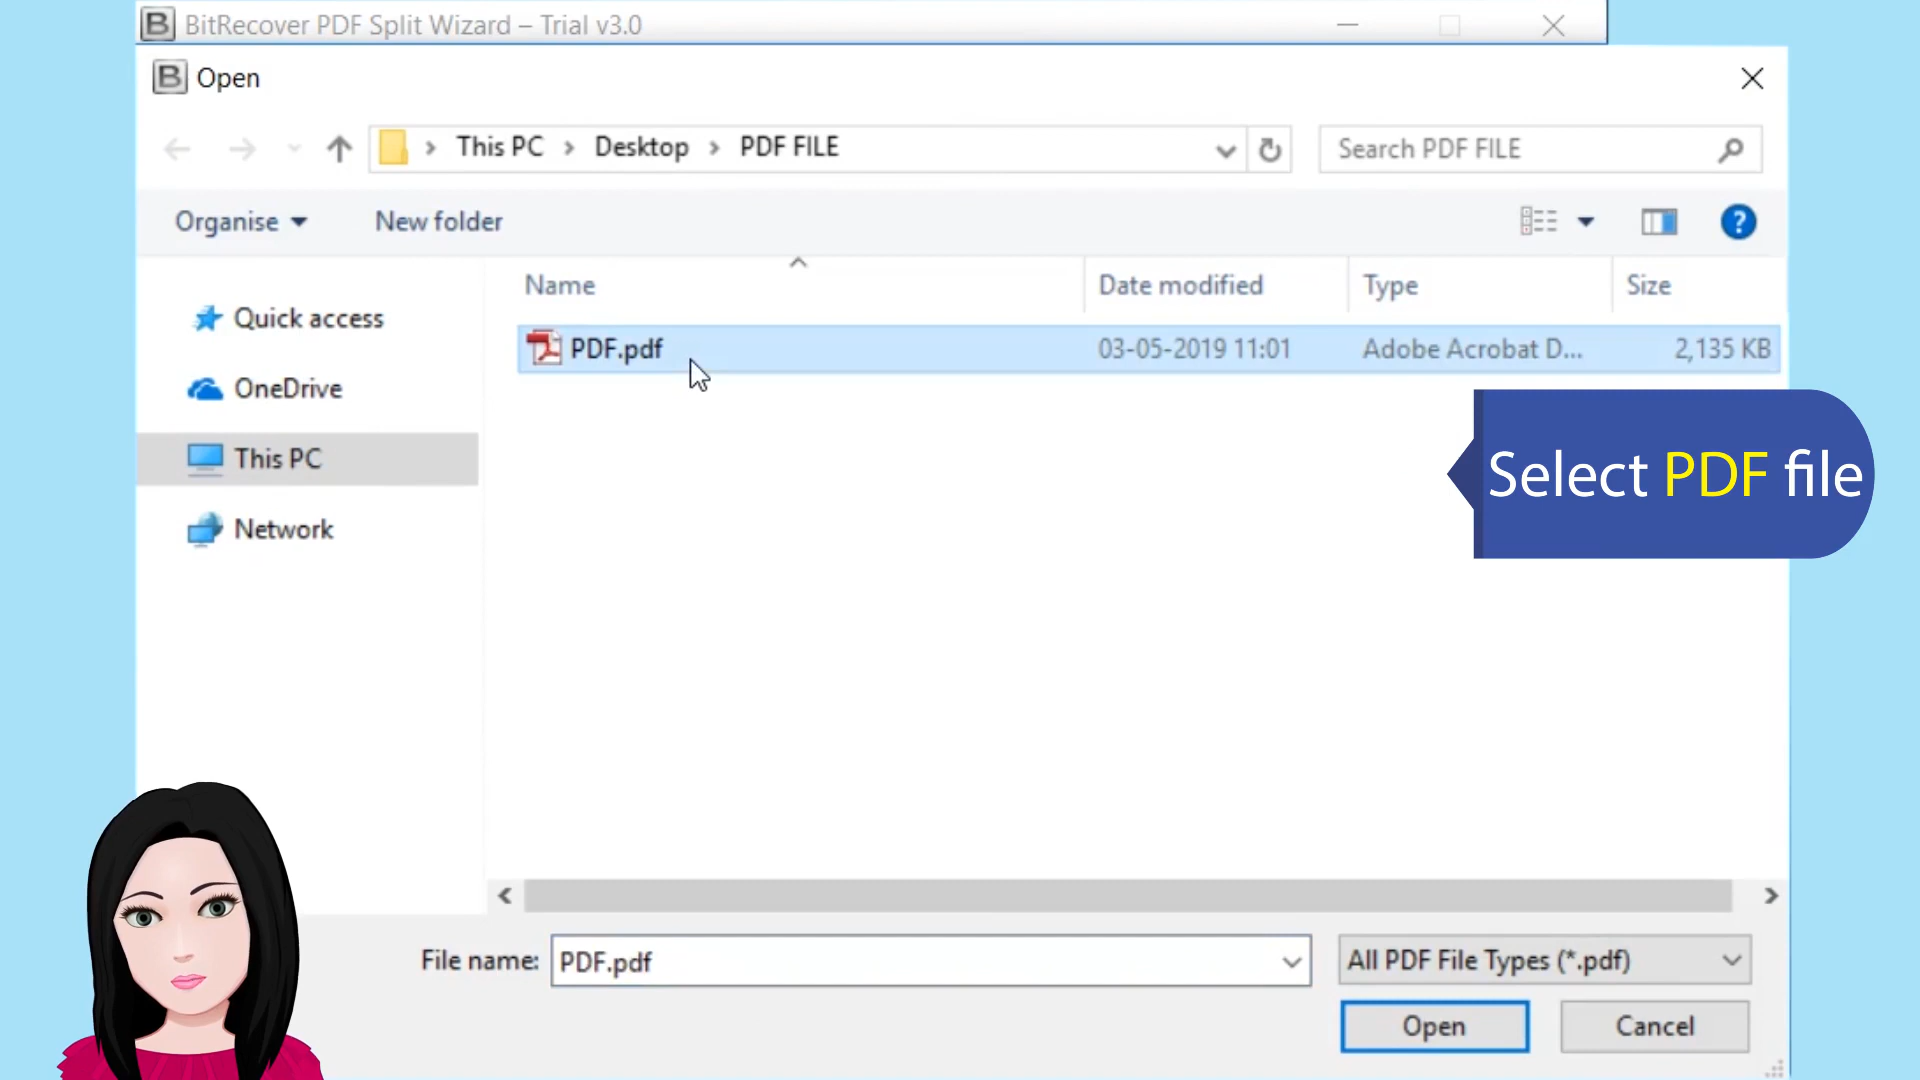 BitRecover PDF Split Wizard – Trial v3.0
Open
This PC > Desktop > PDF FILE
Search PDF FILE
Organise
New folder
Name Date modified Type Size
PDF.pdf 03-05-2019 11:01 Adobe Acrobat D... 2,135 KB
Quick access
OneDrive
This PC
Network
Select PDF file
File name: PDF.pdf All PDF File Types (*.pdf)
Open Cancel